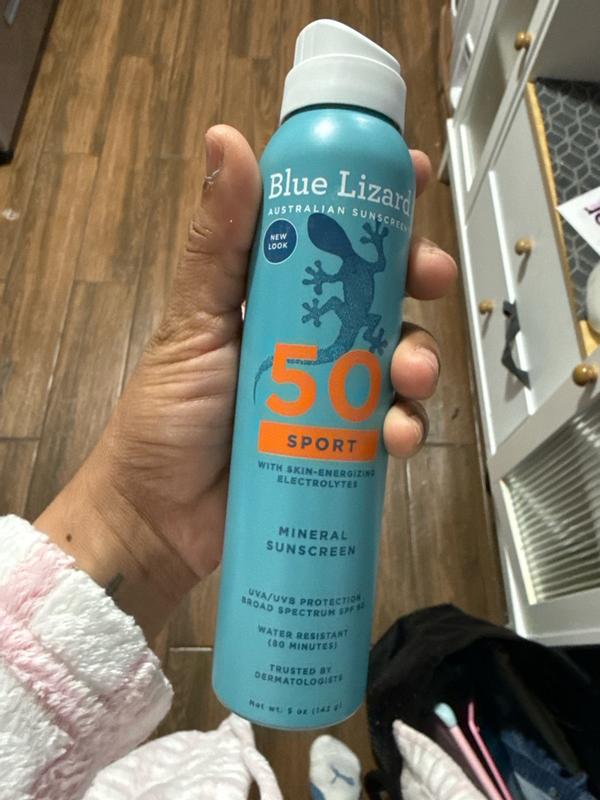 Blue Lizard
AUSTRALIAN SUNSCREEN
NEW
LOOK
50
SPORT
WITH SKIN-ENERGIZING
ELECTROLYTES
MINERAL
SUNSCREEN
UVA/UVB PROTECTION
BROAD SPECTRUM SPF 50
WATER RESISTANT
(80 MINUTES)
TRUSTED BY
DERMATOLOGISTS
Net wt. 5 oz (142 g)